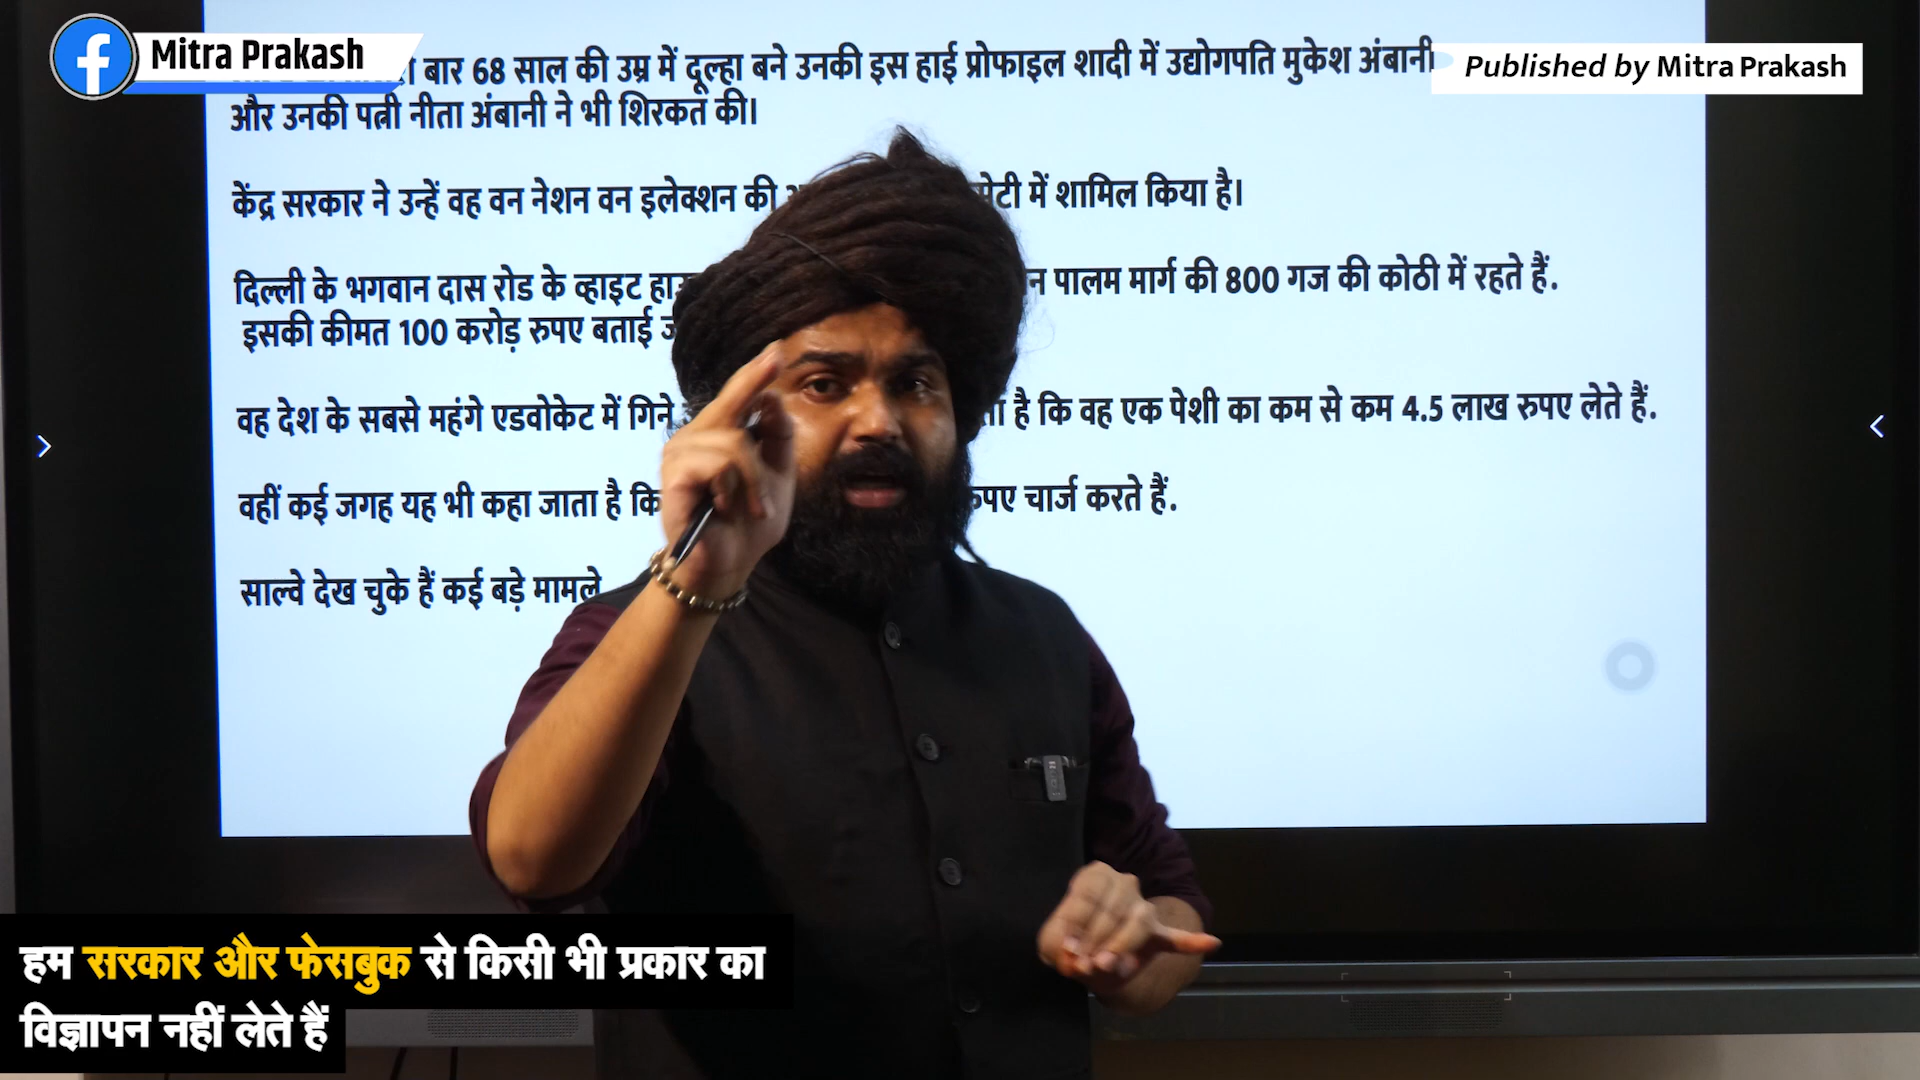 Mitra Prakash
Published by Mitra Prakash
बार 68 साल की उम्र में दूल्हा बने उनकी इस हाई प्रोफाइल शादी में उद्योगपति मुकेश अंबानी
और उनकी पत्नी नीता अंबानी ने भी शिरकत की।
केंद्र सरकार ने उन्हें वह वन नेशन वन इलेक्शन की में शामिल किया है।
दिल्ली के भगवान दास रोड के व्हाइट पालम मार्ग की 800 गज की कोठी में रहते हैं.
इसकी कीमत 100 करोड़ रुपए बताई
वह देश के सबसे महंगे एडवोकेट में गिने है कि वह एक पेशी का कम से कम 4.5 लाख रुपए लेते हैं.
वहीं कई जगह यह भी कहा जाता है कि चार्ज करते हैं.
साल्वे देख चुके हैं कई बड़े मामले
हम सरकार और फेसबुक से किसी भी प्रकार का
विज्ञापन नहीं लेते हैं